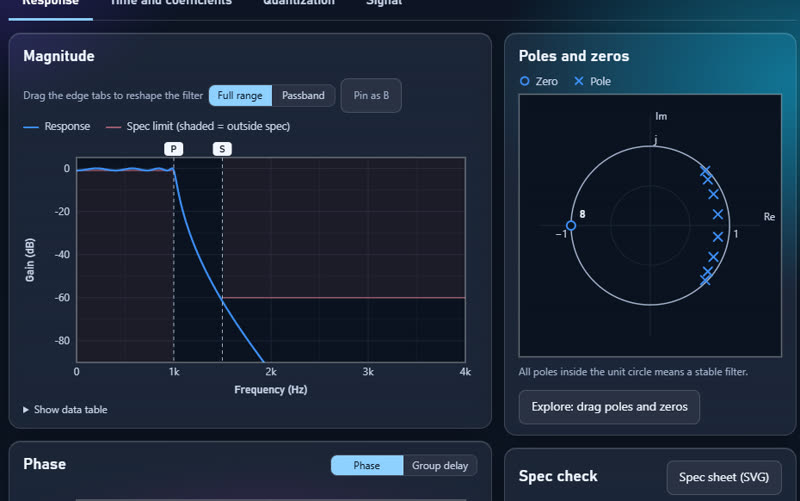 Response Time and coefficients Quantization Signal
Magnitude
Drag the edge tabs to reshape the filter Full range Passband Pin as B
Response Spec limit (shaded = outside spec)
P S
0
-20
-40
-60
-80
Gain (dB)
0 1k 2k 3k 4k
Frequency (Hz)
Show data table
Phase
Phase Group delay
Poles and zeros
Zero Pole
Im
j
8
Re
−1 1
All poles inside the unit circle means a stable filter.
Explore: drag poles and zeros
Spec check
Spec sheet (SVG)